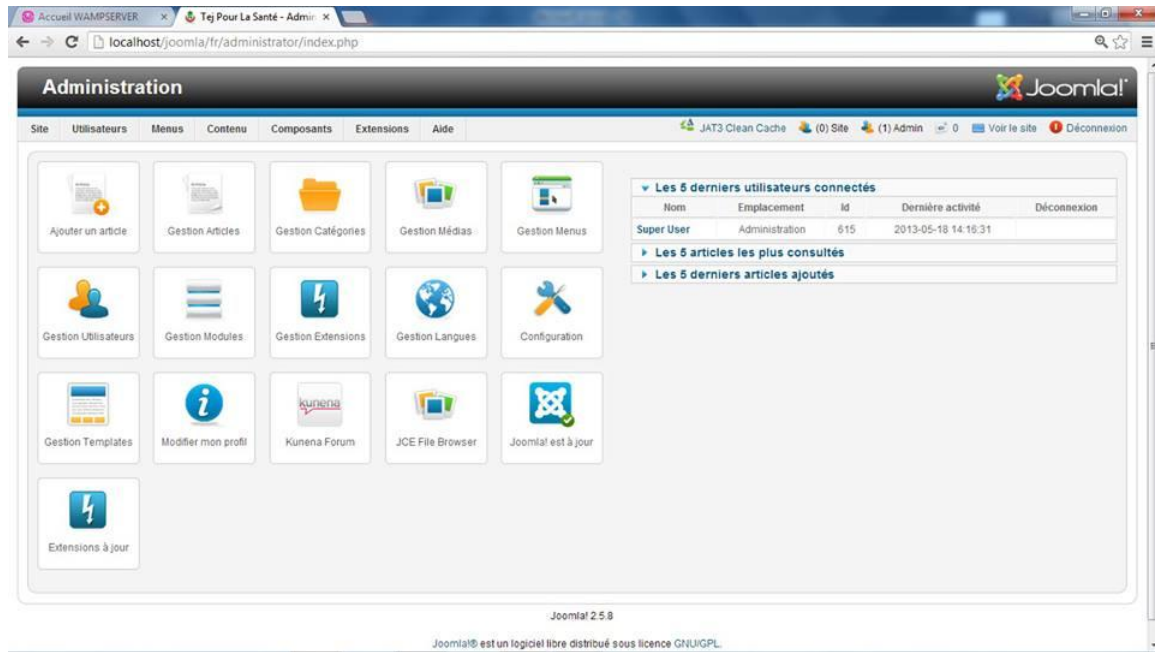 Accueil WAMPSERVER
Tej Pour La Santé - Admin
localhost/joomla/fr/administrator/index.php
Administration
Joomla!
Site Utilisateurs Menus Contenu Composants Extensions Aide
JAT3 Clean Cache (0) Site (1) Admin 0 Voir le site Déconnexion
Ajouter un article
Gestion Articles
Gestion Catégories
Gestion Médias
Gestion Menus
Gestion Utilisateurs
Gestion Modules
Gestion Extensions
Gestion Langues
Configuration
Gestion Templates
Modifier mon profil
kunena
Kunena Forum
JCE File Browser
Joomla! est à jour
Extensions à jour
Les 5 derniers utilisateurs connectés
Nom Emplacement Id Dernière activité Déconnexion
Super User Administration 615 2013-05-18 14:16:31
Les 5 articles les plus consultés
Les 5 derniers articles ajoutés
Joomla! 2.5.8
Joomla!® est un logiciel libre distribué sous licence GNU/GPL.